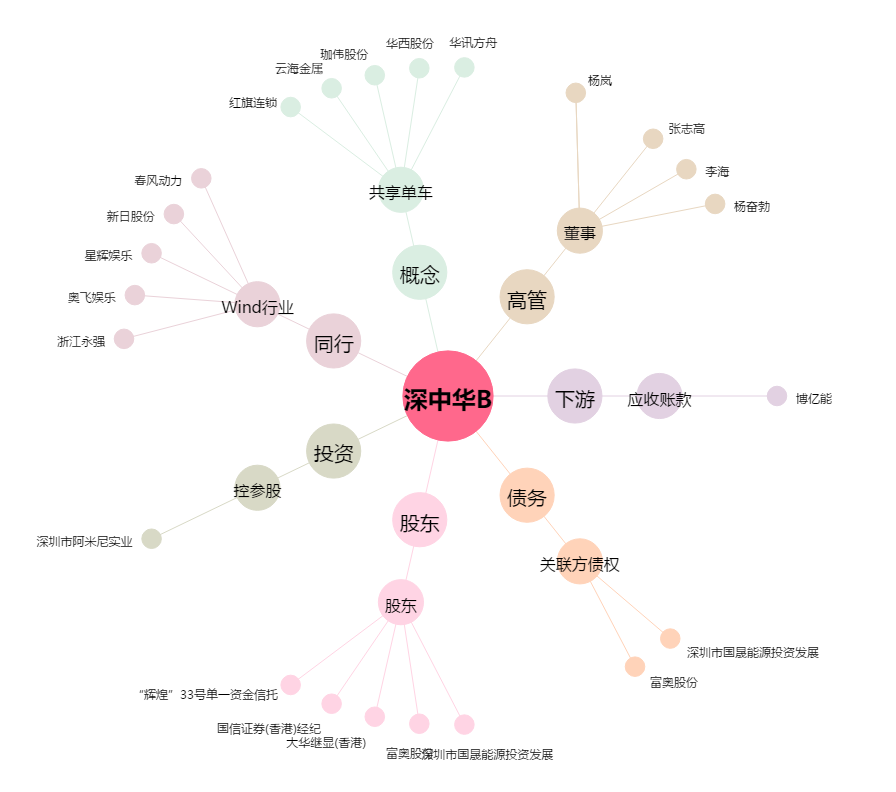 华讯方舟
华西股份
珈伟股份
云海金属
红旗连锁
杨岚
张志高
李海
杨奋勃
共享单车
春风动力
新日股份
董事
星辉娱乐
概念
奥飞娱乐
高管
Wind行业
浙江永强
同行
深中华B
下游
应收账款
博亿能
投资
控参股
债务
股东
深圳市阿米尼实业
关联方债权
股东
深圳市国晟能源投资发展
富奥股份
“辉煌”33号单一资金信托
国信证券(香港)经纪
大华继显(香港)
富奥股份
深圳市国晟能源投资发展